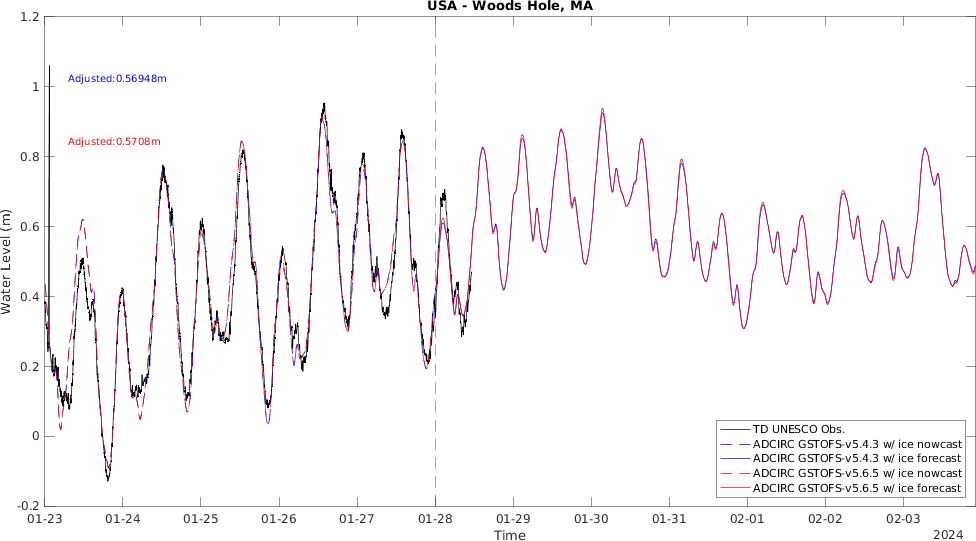 USA - Woods Hole, MA
1.2
1
0.8
0.6
0.4
0.2
0
-0.2
Water Level (m)
Adjusted:0.56948m
Adjusted:0.5708m
TD UNESCO Obs.
ADCIRC GSTOFS-v5.4.3 w/ ice nowcast
ADCIRC GSTOFS-v5.4.3 w/ ice forecast
ADCIRC GSTOFS-v5.6.5 w/ ice nowcast
ADCIRC GSTOFS-v5.6.5 w/ ice forecast
01-23 01-24 01-25 01-26 01-27 01-28 01-29 01-30 01-31 02-01 02-02 02-03
Time
2024